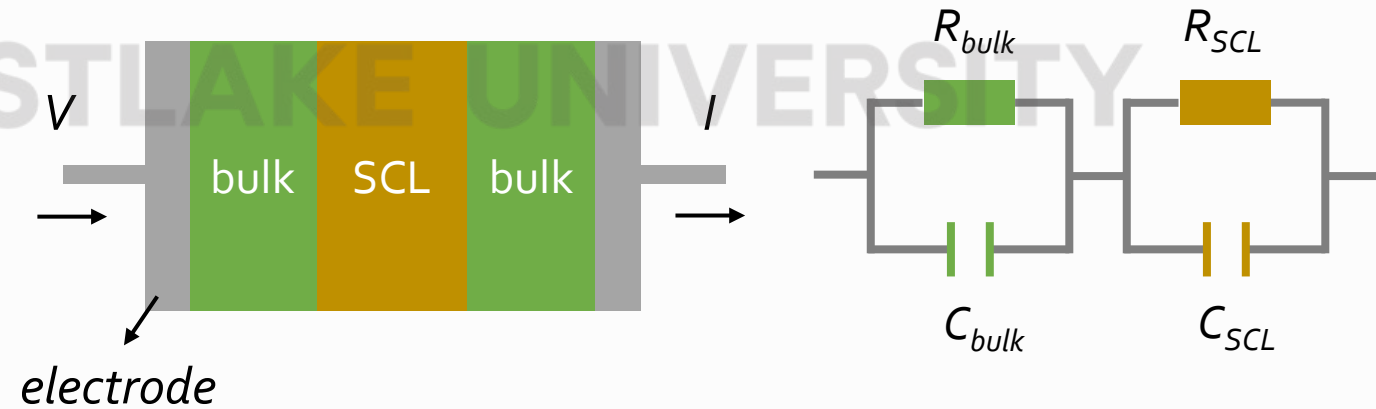 STLAKE UNIVERSITY
V
bulk
SCL
bulk
I
electrode
R_bulk
R_SCL
C_bulk
C_SCL